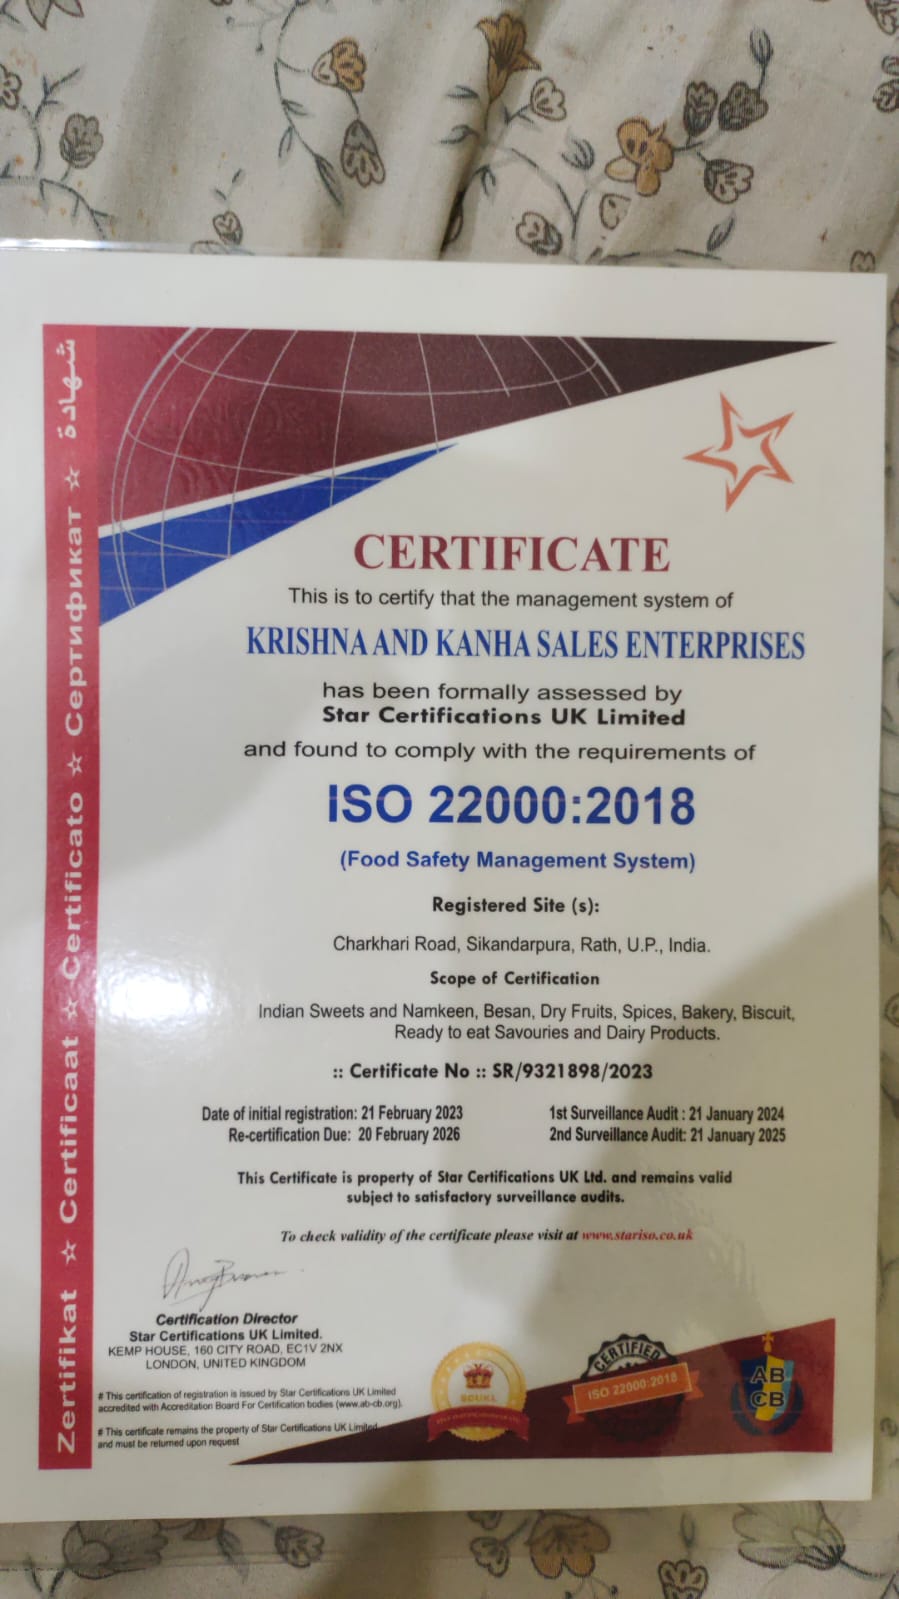 Zertifikat ☆ Certificaat ☆ Certificato ☆ Сертификат ☆ شهادة
CERTIFICATE
This is to certify that the management system of
KRISHNA AND KANHA SALES ENTERPRISES
has been formally assessed by
Star Certifications UK Limited
and found to comply with the requirements of
ISO 22000:2018
(Food Safety Management System)
Registered Site (s):
Charkhari Road, Sikandarpura, Rath, U.P., India.
Scope of Certification
Indian Sweets and Namkeen, Besan, Dry Fruits, Spices, Bakery, Biscuit,
Ready to eat Savouries and Dairy Products.
:: Certificate No :: SR/9321898/2023
Date of initial registration: 21 February 2023
Re-certification Due: 20 February 2026
1st Surveillance Audit : 21 January 2024
2nd Surveillance Audit: 21 January 2025
This Certificate is property of Star Certifications UK Ltd. and remains valid
subject to satisfactory surveillance audits.
To check validity of the certificate please visit at www.stariso.co.uk
Certification Director
Star Certifications UK Limited.
KEMP HOUSE, 160 CITY ROAD, EC1V 2NX
LONDON, UNITED KINGDOM
# This certification of registration is issued by Star Certifications UK Limited
accredited with Accreditation Board For Certification bodies (www.ab-cb.org).
# This certificate remains the property of Star Certifications UK Limited
and must be returned upon request
SCUKL
CERTIFIED
ISO 22000:2018
AB
CB